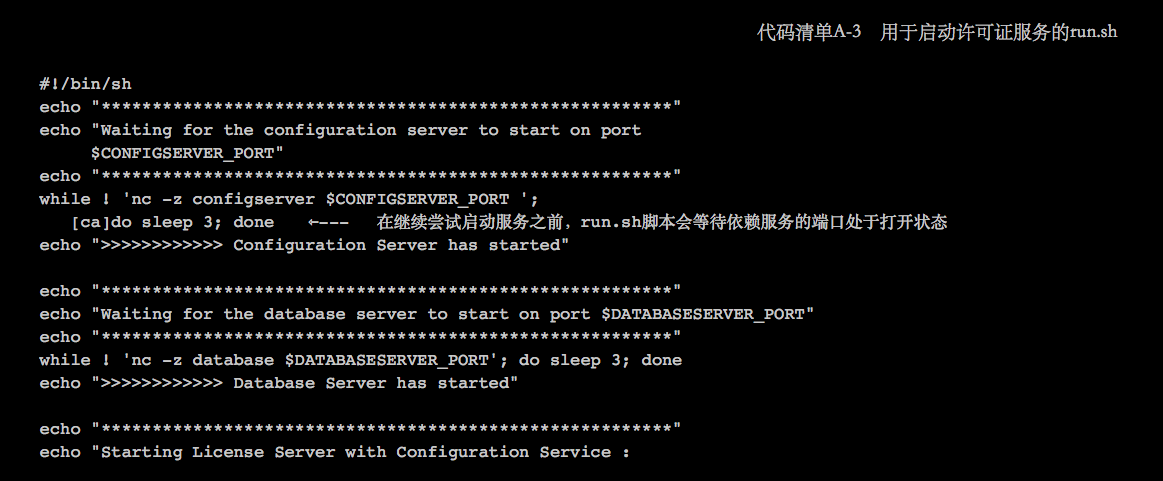 代码清单A-3 用于启动许可证服务的run.sh
#!/bin/sh
echo "********************************************************"
echo "Waiting for the configuration server to start on port
$CONFIGSERVER_PORT"
echo "********************************************************"
while ! 'nc -z configserver $CONFIGSERVER_PORT ';
[ca]do sleep 3; done ←--- 在继续尝试启动服务之前，run.sh脚本会等待依赖服务的端口处于打开状态
echo ">>>>>>>>>>>> Configuration Server has started"
echo "********************************************************"
echo "Waiting for the database server to start on port $DATABASESERVER_PORT"
echo "********************************************************"
while ! 'nc -z database $DATABASESERVER_PORT'; do sleep 3; done
echo ">>>>>>>>>>>> Database Server has started"
echo "********************************************************"
echo "Starting License Server with Configuration Service :